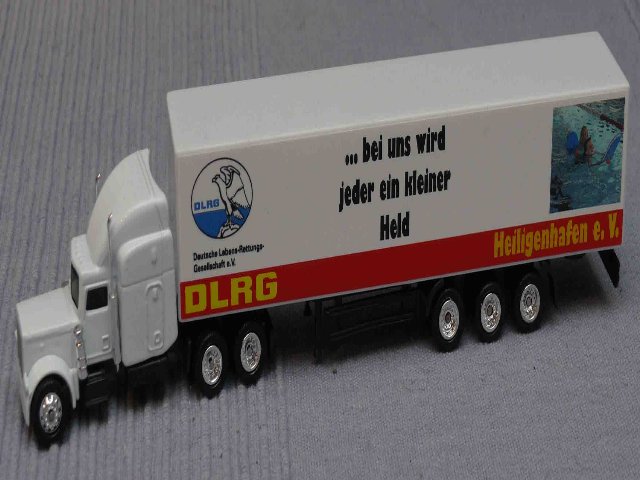 ... bei uns wird
jeder ein kleiner
Held
DLRG
Deutsche Lebens-Rettungs-
Gesellschaft e.V.
DLRG
Heiligenhafen e. V.